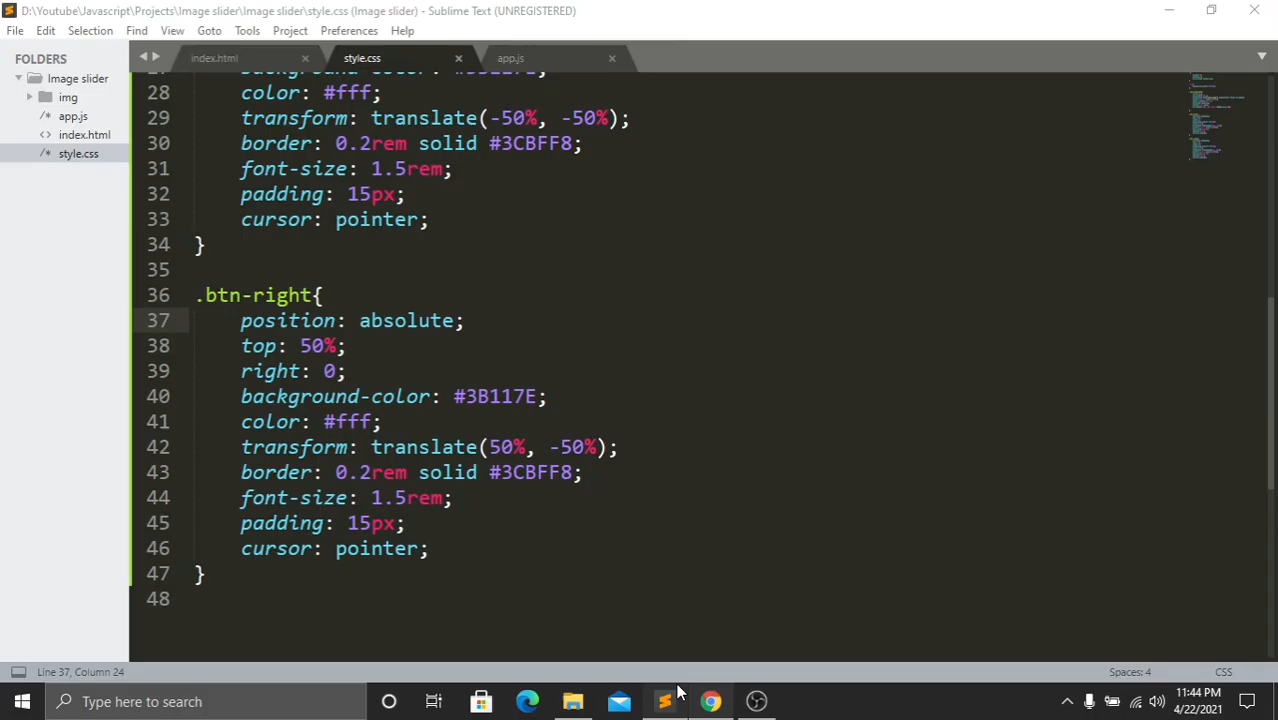 D:\Youtube\Javascript\Projects\Image slider\Image slider\style.css (Image slider) - Sublime Text (UNREGISTERED)
File Edit Selection Find View Goto Tools Project Preferences Help
FOLDERS
Image slider
img
/* app.js
<> index.html
/* style.css
index.html × style.css × app.js ×
28 color: #fff;
29 transform: translate(-50%, -50%);
30 border: 0.2rem solid #3CBFF8;
31 font-size: 1.5rem;
32 padding: 15px;
33 cursor: pointer;
34 }
35
36 .btn-right{
37 position: absolute;
38 top: 50%;
39 right: 0;
40 background-color: #3B117E;
41 color: #fff;
42 transform: translate(50%, -50%);
43 border: 0.2rem solid #3CBFF8;
44 font-size: 1.5rem;
45 padding: 15px;
46 cursor: pointer;
47 }
48
Line 37, Column 24
Spaces: 4
CSS
Type here to search
11:44 PM
4/22/2021